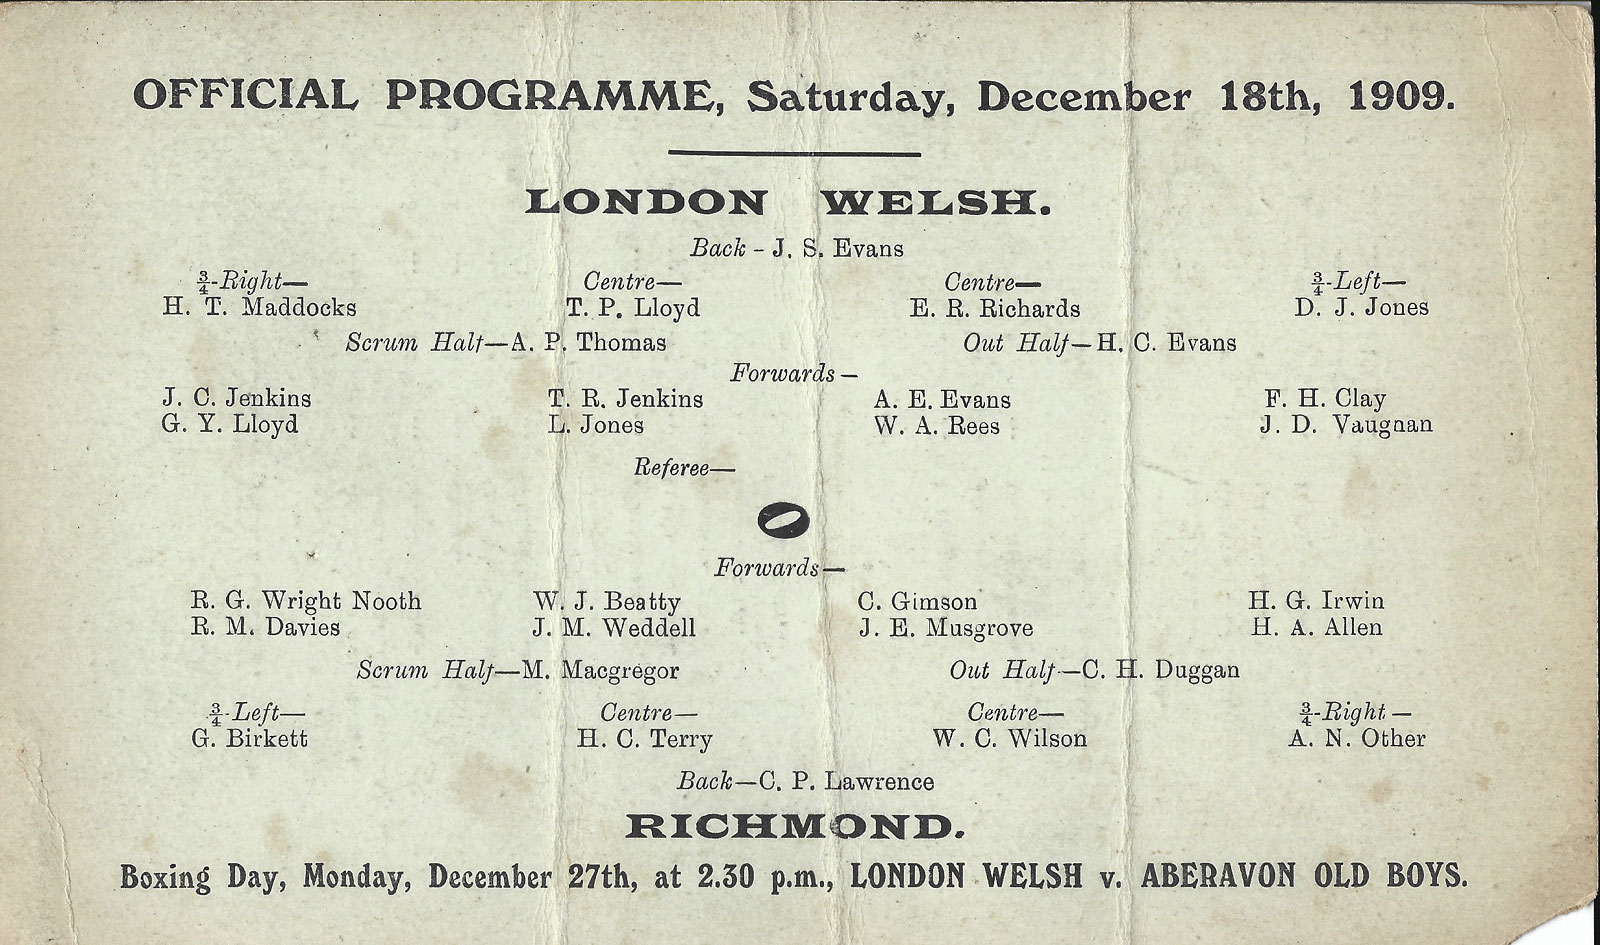 OFFICIAL PROGRAMME, Saturday, December 18th, 1909.
LONDON WELSH.
Back - J. S. Evans
¾-Right— Centre— Centre— ¾-Left—
H. T. Maddocks T. P. Lloyd E. R. Richards D. J. Jones
Scrum Half—A. P. Thomas Out Half—H. C. Evans
Forwards—
J. C. Jenkins T. R. Jenkins A. E. Evans F. H. Clay
G. Y. Lloyd L. Jones W. A. Rees J. D. Vaughan
Referee—
Forwards—
R. G. Wright Nooth W. J. Beatty C. Gimson H. G. Irwin
R. M. Davies J. M. Weddell J. E. Musgrove H. A. Allen
Scrum Half—M. Macgregor Out Half—C. H. Duggan
¾-Left— Centre— Centre— ¾-Right—
G. Birkett H. C. Terry W. C. Wilson A. N. Other
Back—C. P. Lawrence
RICHMOND.
Boxing Day, Monday, December 27th, at 2.30 p.m., LONDON WELSH v. ABERAVON OLD BOYS.